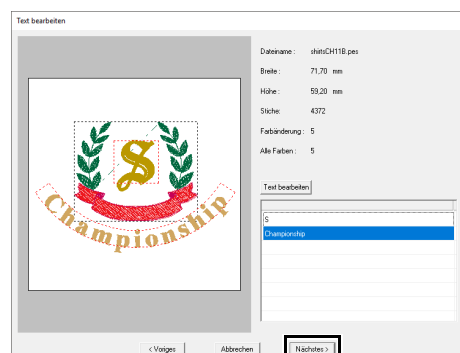 Text bearbeiten
Dateiname : shirtsCH11B.pes
Breite : 71,70 mm
Höhe : 59,20 mm
Stiche: 4372
Farbänderung : 5
Alle Farben : 5
S
Championship
Text bearbeiten
S
Championship
< Voriges Abbrechen Nächstes >